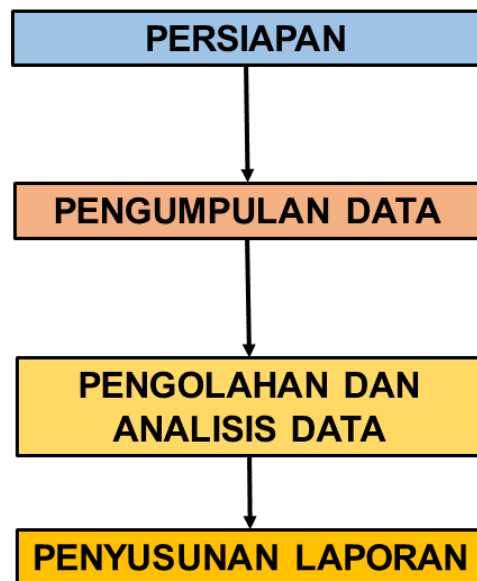 PERSIAPAN
PENGUMPULAN DATA
PENGOLAHAN DAN
ANALISIS DATA
PENYUSUNAN LAPORAN